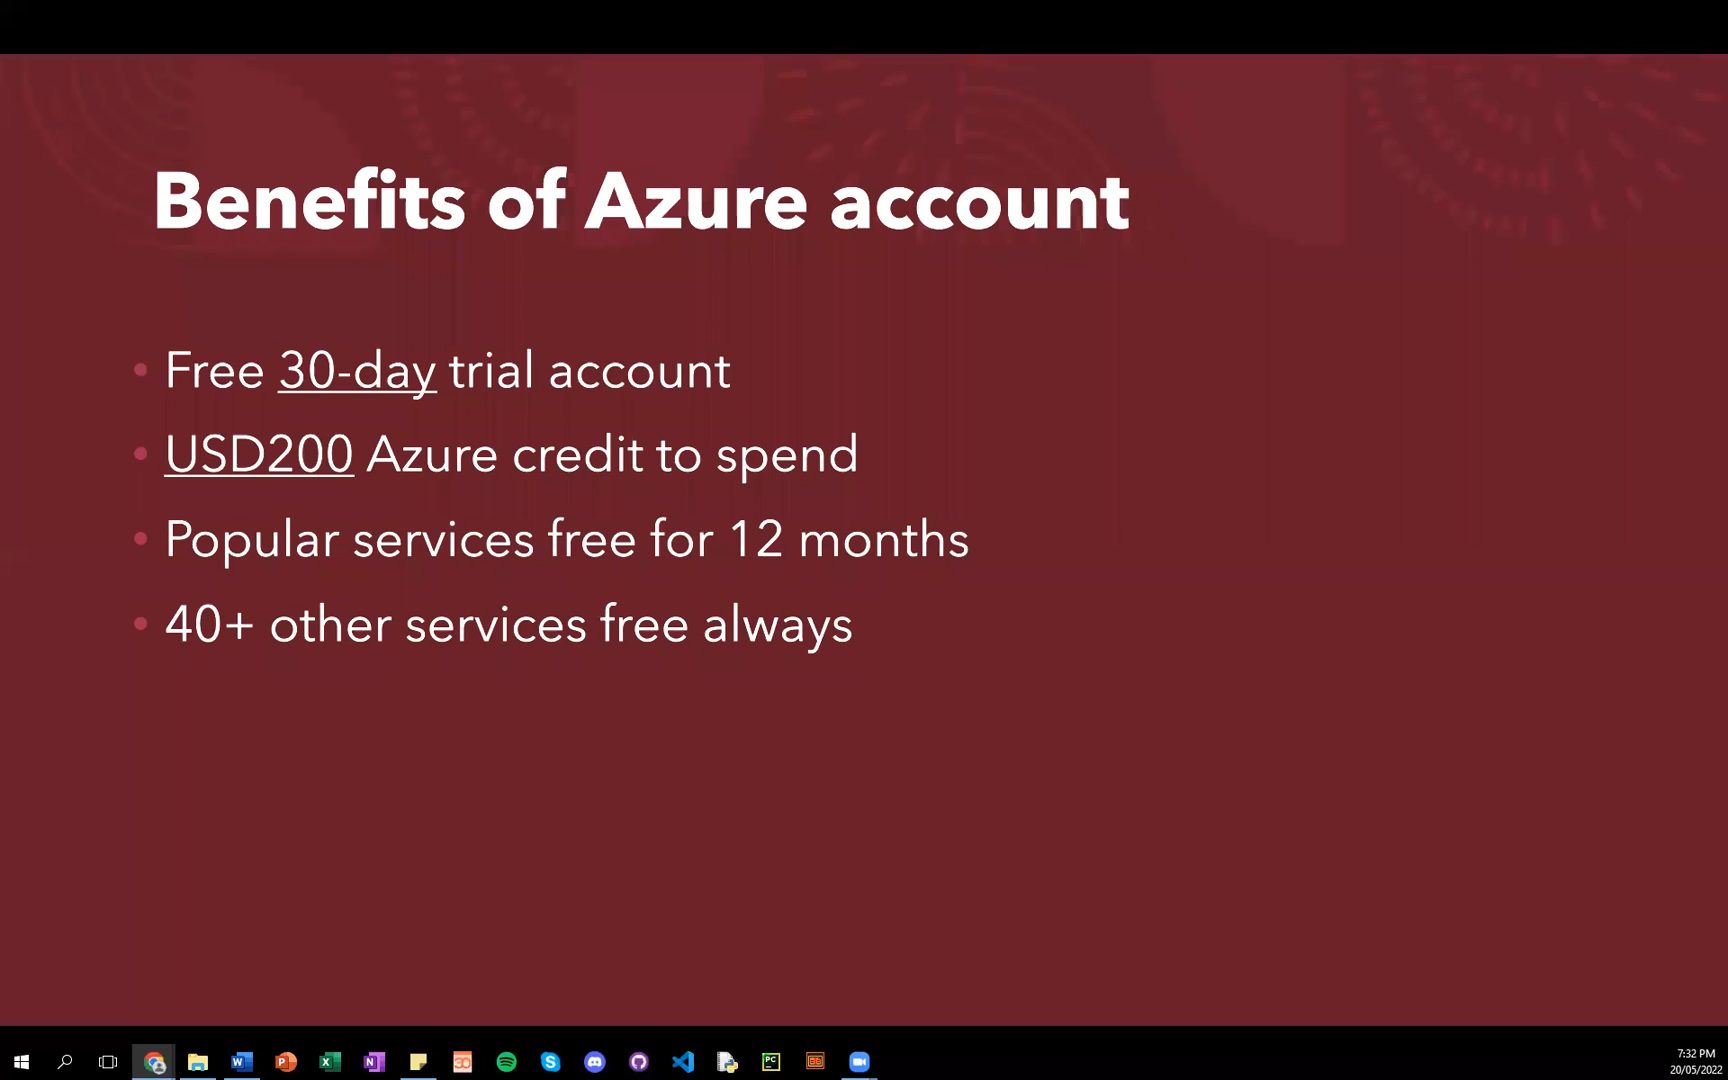 Benefits of Azure account
Free 30-day trial account
USD200 Azure credit to spend
Popular services free for 12 months
40+ other services free always
7:32 PM
20/05/2022